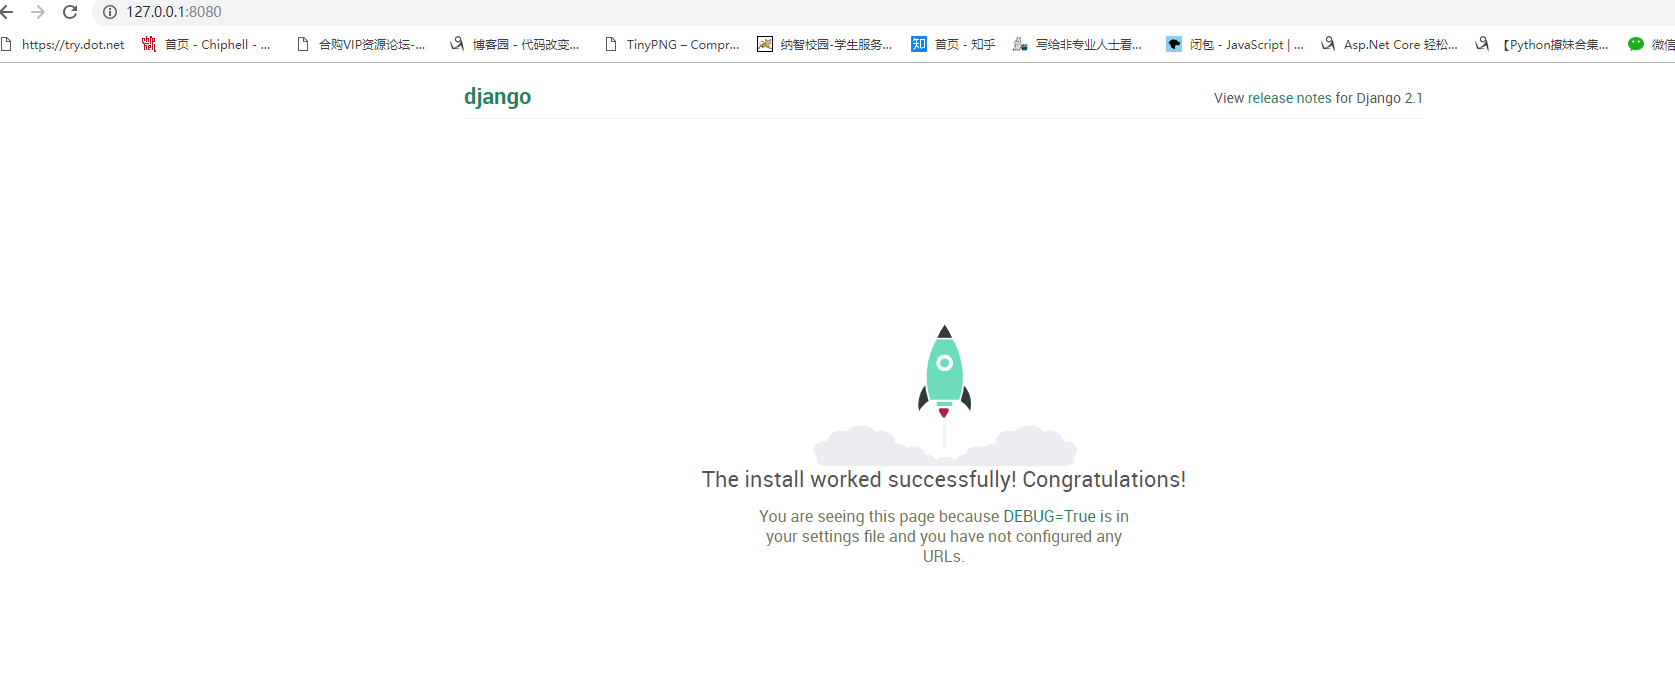 127.0.0.1:8080
https://try.dot.net 首页 - Chiphell - ... 合购VIP资源论坛-... 博客园 - 代码改变... TinyPNG – Compr... 纳智校园-学生服务... 知 首页 - 知乎 写给非专业人士看... 闭包 - JavaScript | ... Asp.Net Core 轻松... 【Python撩妹合集... 微信
django
View release notes for Django 2.1
The install worked successfully! Congratulations!
You are seeing this page because DEBUG=True is in
your settings file and you have not configured any
URLs.